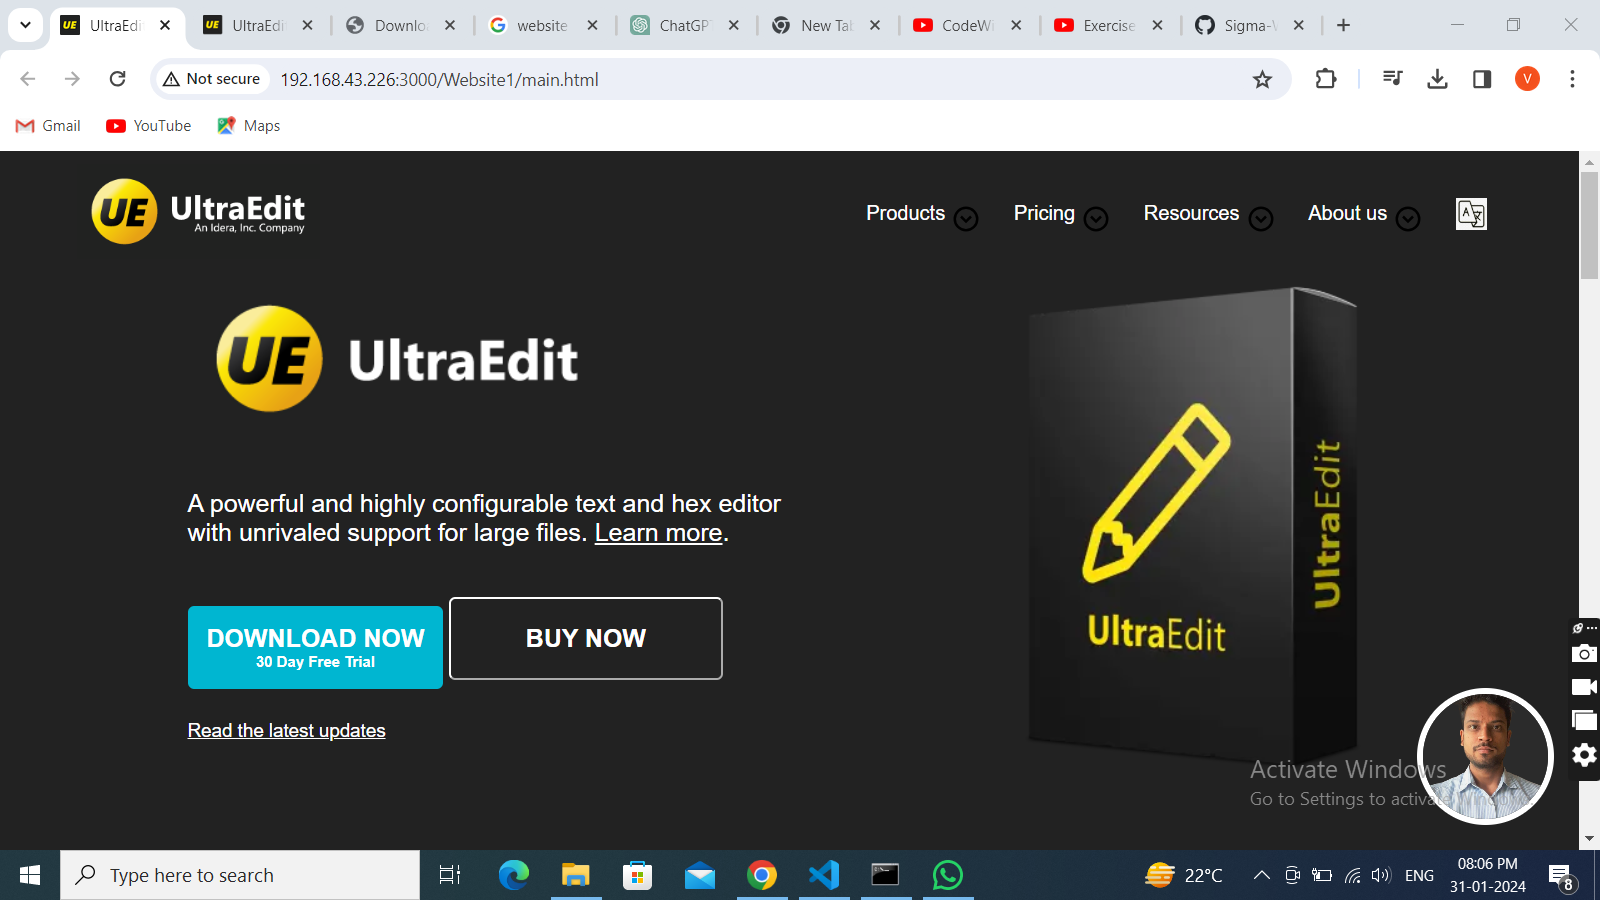 UltraEdi
UltraEdi
Downlo
website
ChatGP
New Tab
CodeWi
Exercise
Sigma-
Not secure
192.168.43.226:3000/Website1/main.html
V
Gmail
YouTube
Maps
UE
UltraEdit
An Idera, Inc. Company
Products
Pricing
Resources
About us
UE
UltraEdit
A powerful and highly configurable text and hex editor
with unrivaled support for large files. Learn more.
DOWNLOAD NOW
30 Day Free Trial
BUY NOW
Read the latest updates
UltraEdit
UltraEdit
Activate Windows
Go to Settings to activate
Type here to search
22°C
ENG
08:06 PM
31-01-2024
8